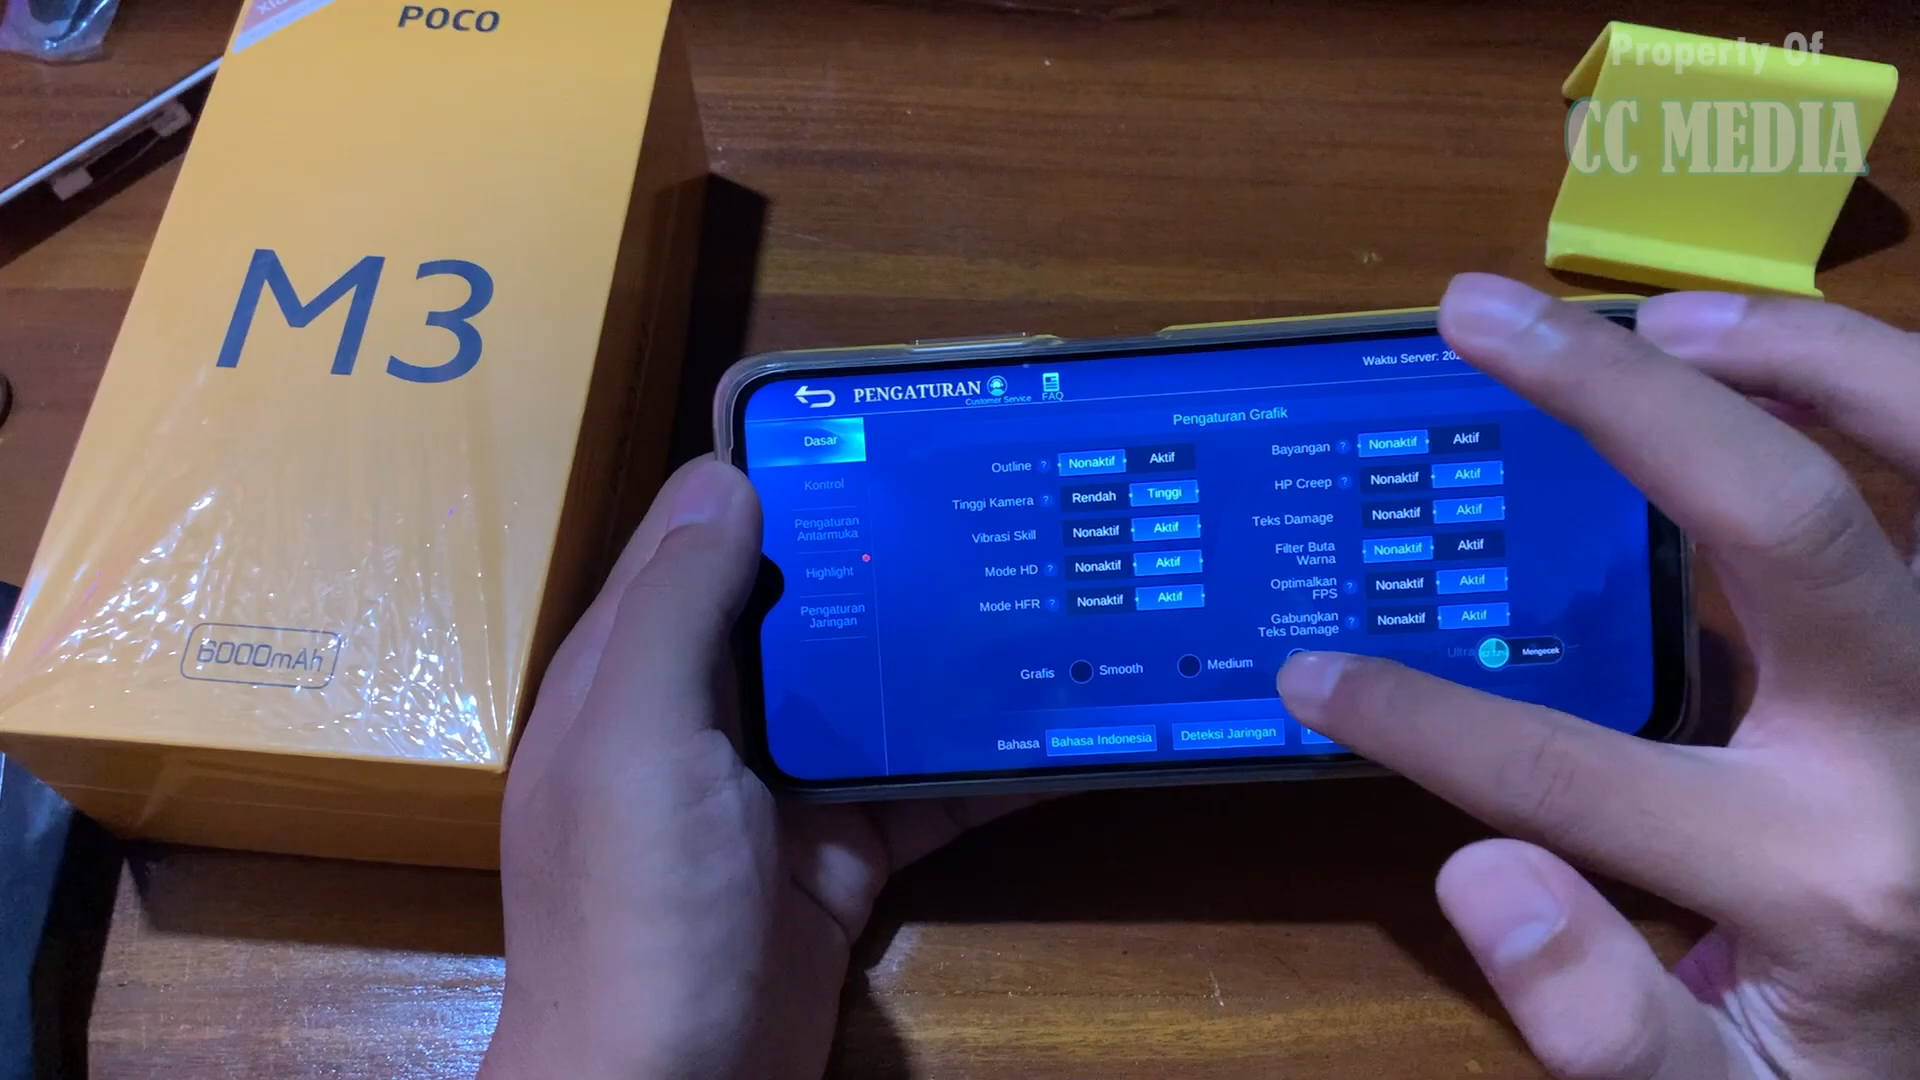 POCO
M3
6000mAh
Property Of
CC MEDIA
PENGATURAN
Customer Service
FAQ
Waktu Server:
Pengaturan Grafik
Dasar
Kontrol
Pengaturan
Antarmuka
Highlight
Pengaturan
Jaringan
Outline ? Nonaktif Aktif
Tinggi Kamera ? Rendah Tinggi
Vibrasi Skill Nonaktif Aktif
Mode HD ? Nonaktif Aktif
Mode HFR ? Nonaktif Aktif
Bayangan ? Nonaktif Aktif
HP Creep ? Nonaktif Aktif
Teks Damage Nonaktif Aktif
Filter Buta
Warna Nonaktif Aktif
Optimalkan
FPS ? Nonaktif Aktif
Gabungkan
Teks Damage ? Nonaktif Aktif
Grafis Smooth Medium Ultra Mengecek
Bahasa Bahasa Indonesia Deteksi Jaringan